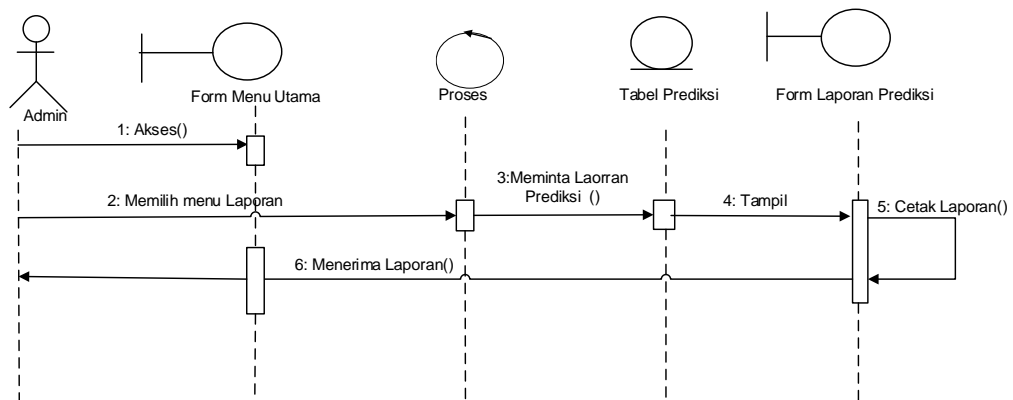 Admin
Form Menu Utama
Proses
Tabel Prediksi
Form Laporan Prediksi
1: Akses()
2: Memilih menu Laporan
3:Meminta Laorran
Prediksi ()
4: Tampil
5: Cetak Laporan()
6: Menerima Laporan()